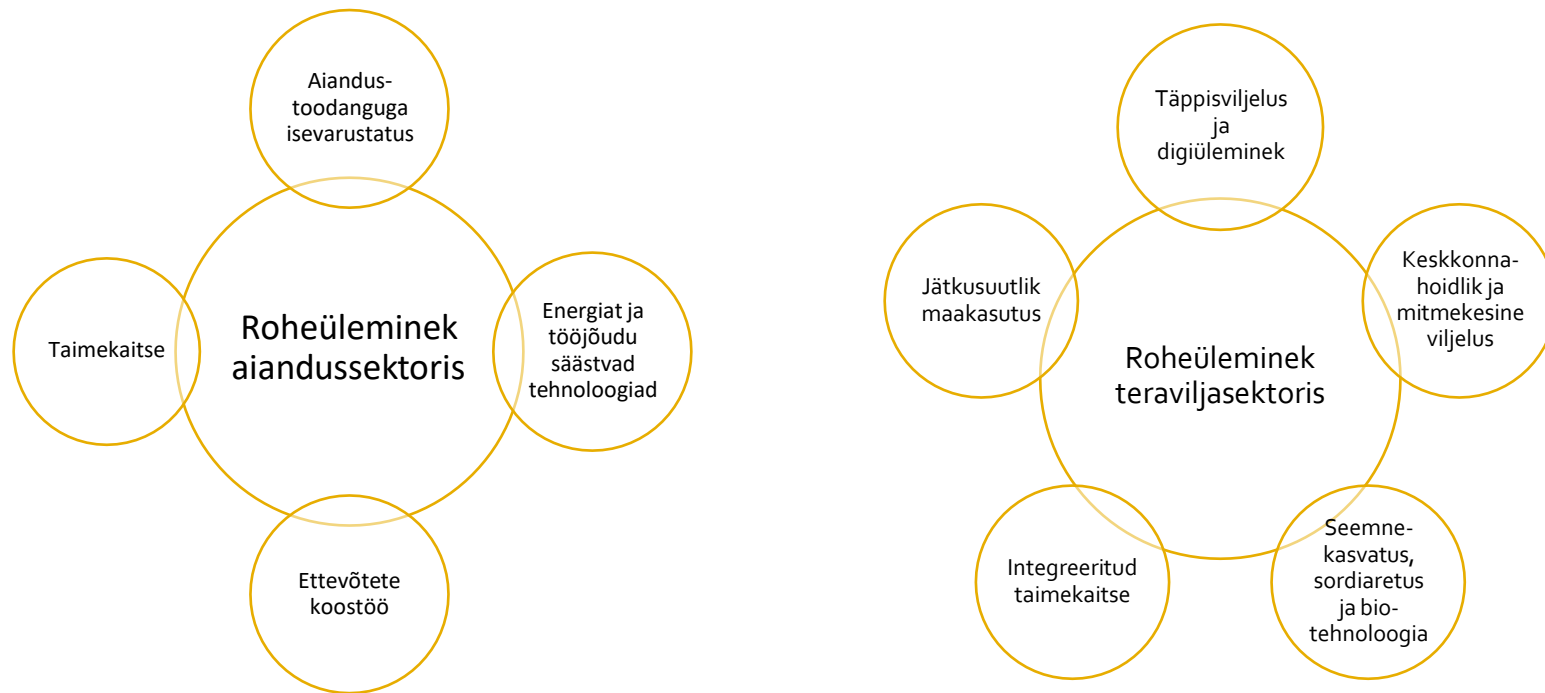 Aiandus-
toodanguga
isevarustatus
Roheüleminek
aiandussektoris
Energiat ja
tööjõudu
säästvad
tehnoloogiad
Ettevõtete
koostöö
Taimekaitse
Täppisviljelus
ja
digiüleminek
Roheüleminek
teraviljasektoris
Keskkonna-
hoidlik ja
mitmekesine
viljelus
Seemne-
kasvatus,
sordiaretus
ja bio-
tehnoloogia
Integreeritud
taimekaitse
Jätkusuutlik
maakasutus